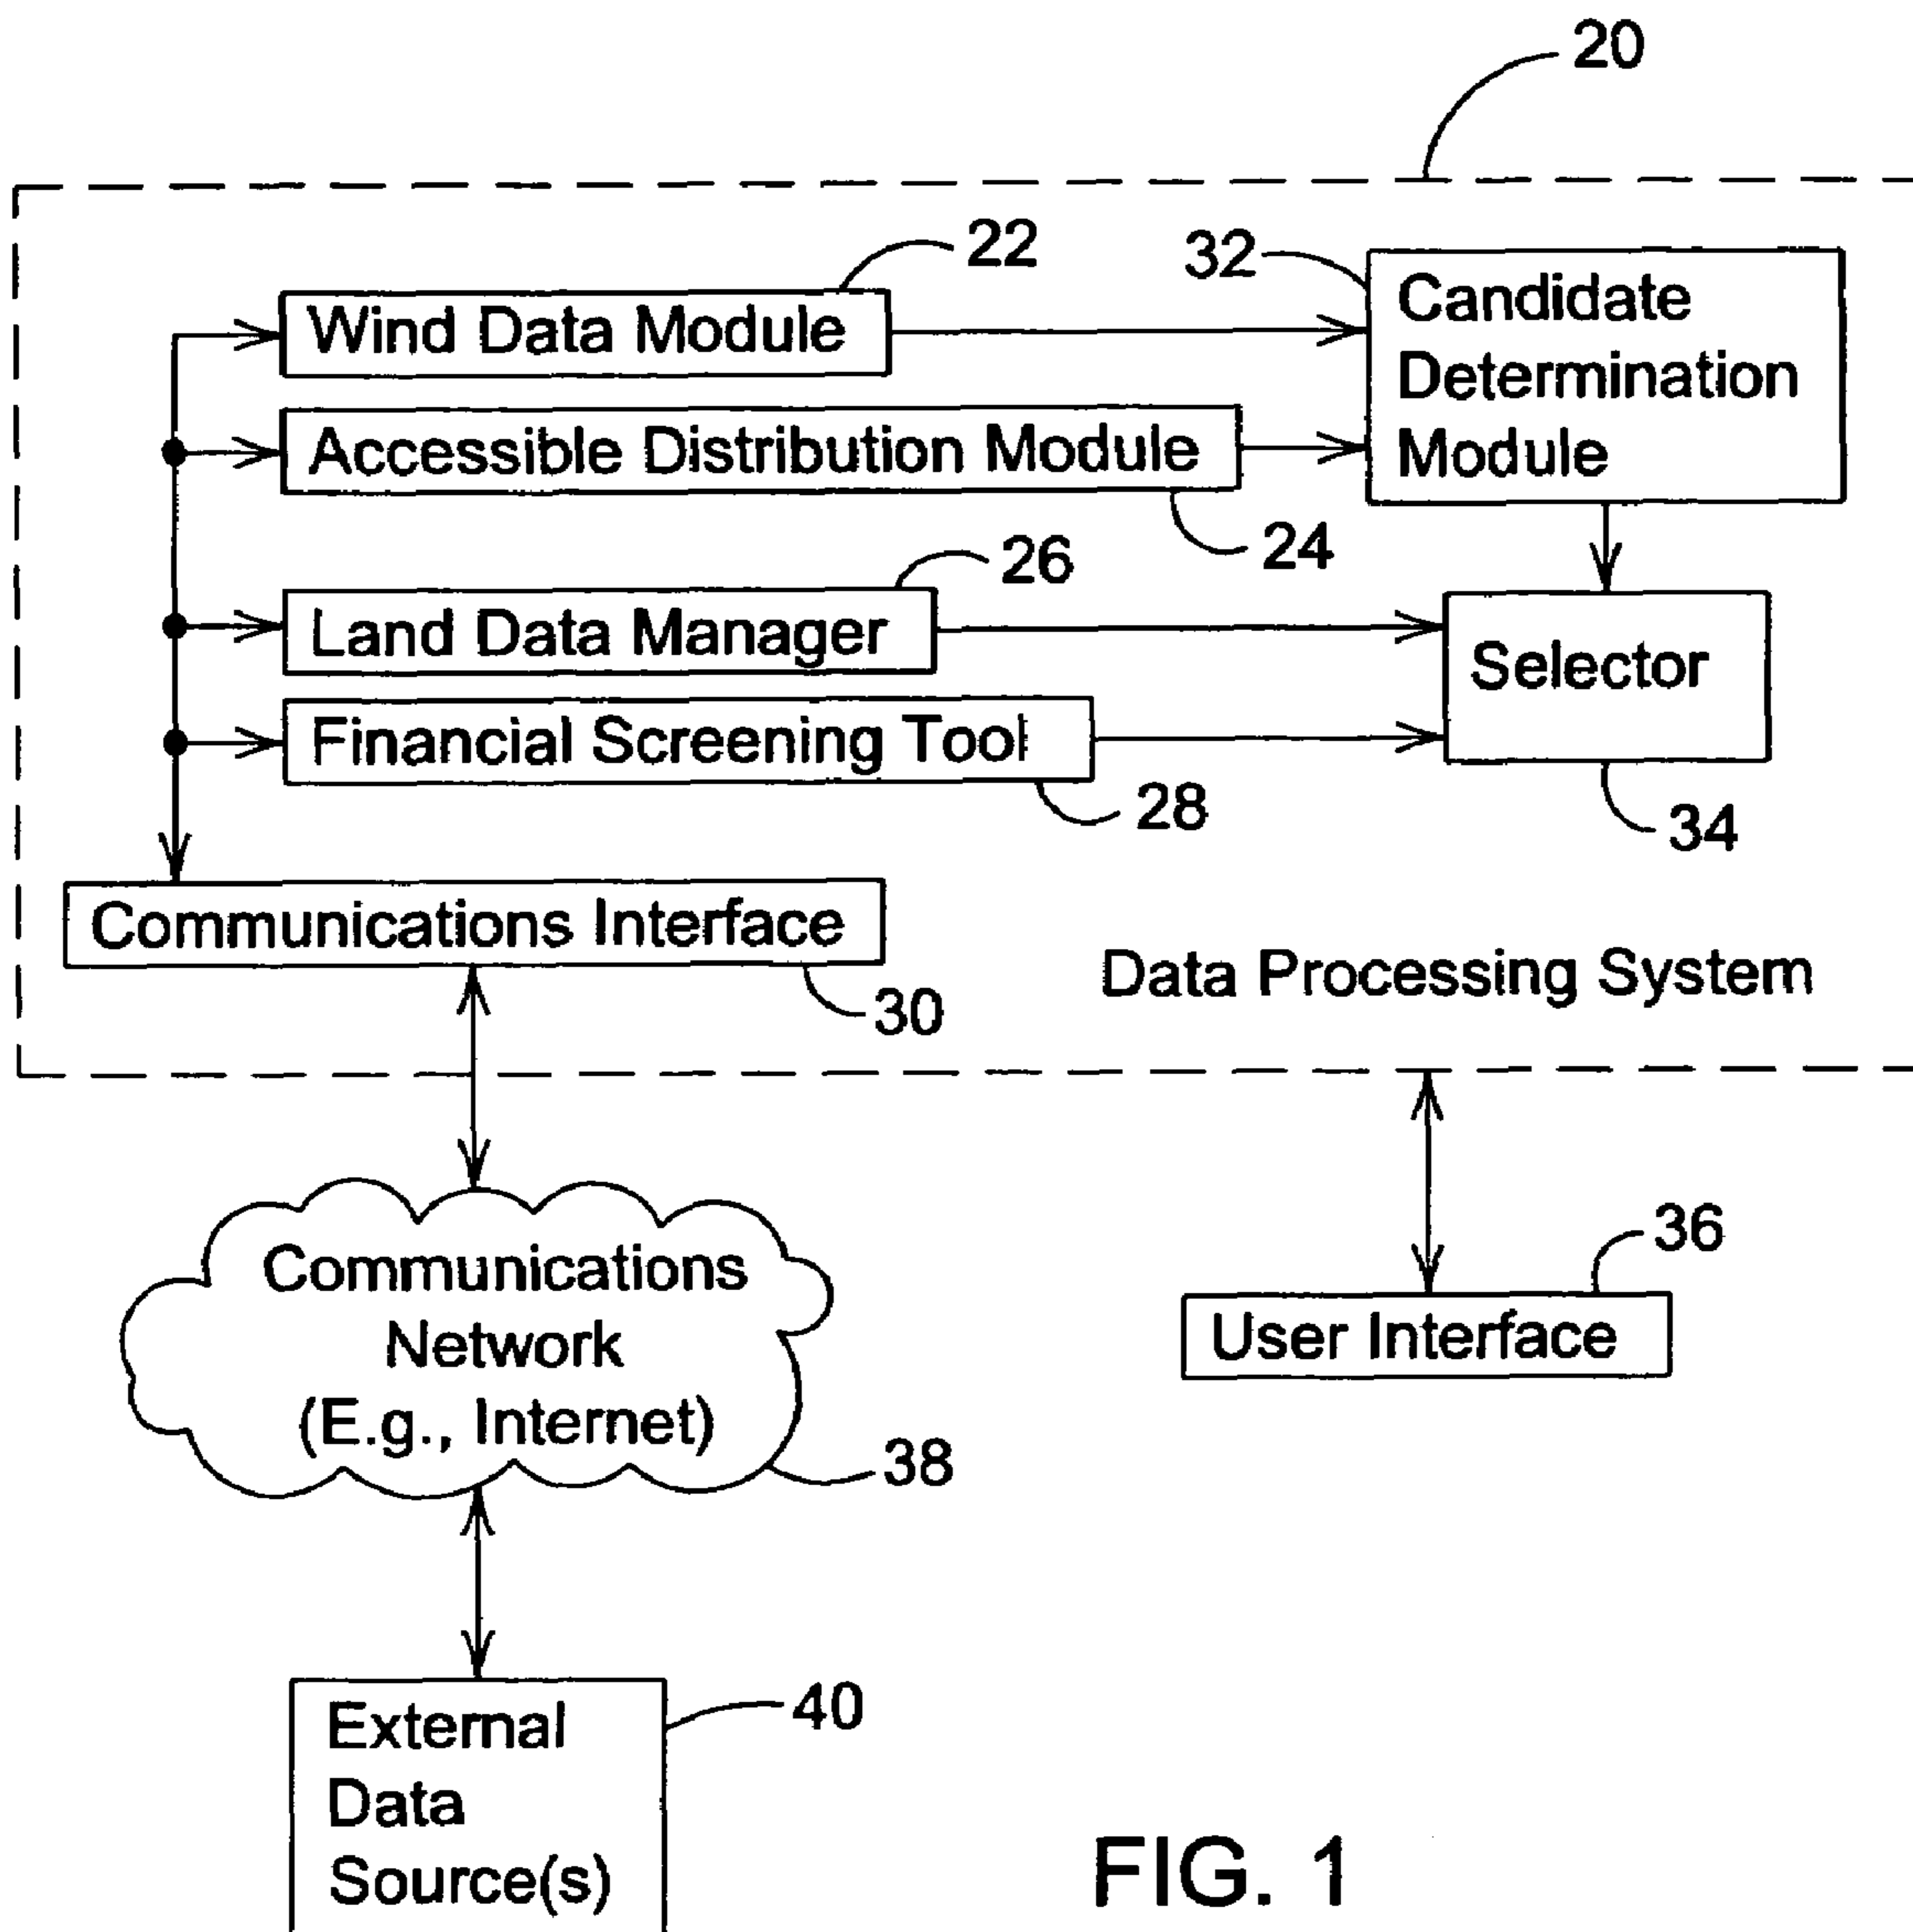 20
22
32
Wind Data Module
Candidate
Determination
Module
Accessible Distribution Module
24
26
Land Data Manager
Selector
Financial Screening Tool
28
34
Communications Interface
30
Data Processing System
Communications
Network
(E.g., Internet)
38
36
User Interface
40
External
Data
Source(s)
FIG. 1